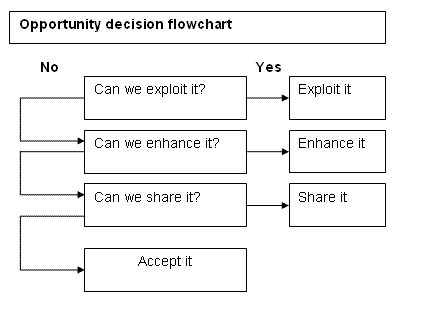 Opportunity decision flowchart
No
Yes
Can we exploit it?
Exploit it
Can we enhance it?
Enhance it
Can we share it?
Share it
Accept it